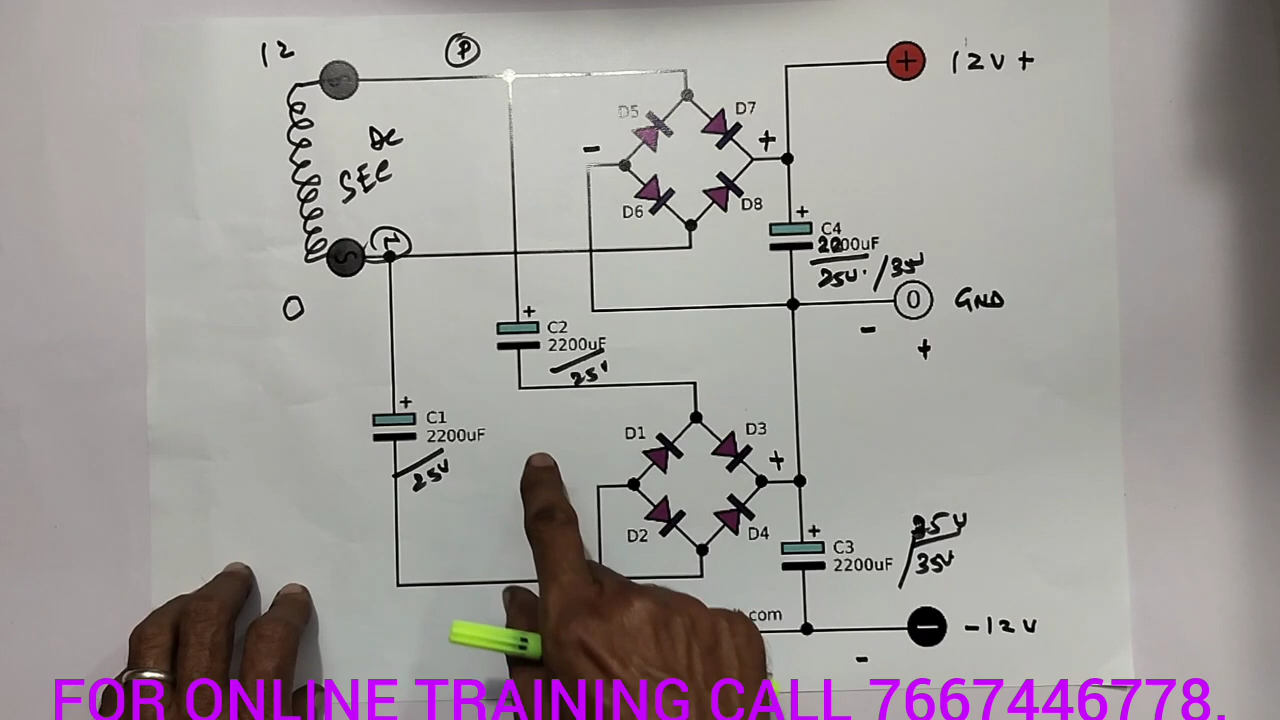 12
P
12V +
D5
D7
-
+
AC
SEC
D6
D8
+
C4
2200uF
25V. / 35V
S
0
0
GND
-
+
+
C2
2200uF
25V
+
C1
2200uF
25V
D1
D3
+
D2
D4
+
C3
2200uF
25V
35V
.com
- 12V
-
FOR ONLINE TRAINING CALL 7667446778.